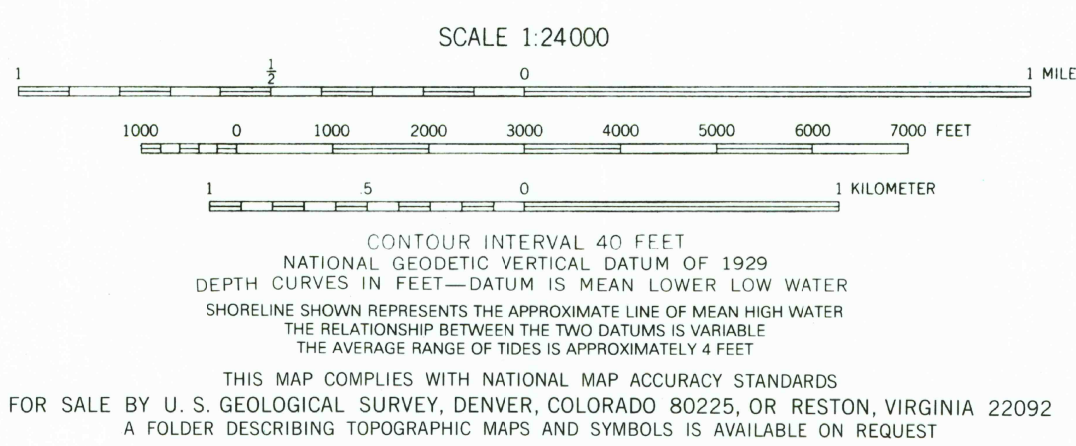 SCALE 1:24000
1 ½ 0 1 MILE
1000 0 1000 2000 3000 4000 5000 6000 7000 FEET
1 .5 0 1 KILOMETER
CONTOUR INTERVAL 40 FEET
NATIONAL GEODETIC VERTICAL DATUM OF 1929
DEPTH CURVES IN FEET—DATUM IS MEAN LOWER LOW WATER
SHORELINE SHOWN REPRESENTS THE APPROXIMATE LINE OF MEAN HIGH WATER
THE RELATIONSHIP BETWEEN THE TWO DATUMS IS VARIABLE
THE AVERAGE RANGE OF TIDES IS APPROXIMATELY 4 FEET
THIS MAP COMPLIES WITH NATIONAL MAP ACCURACY STANDARDS
FOR SALE BY U. S. GEOLOGICAL SURVEY, DENVER, COLORADO 80225, OR RESTON, VIRGINIA 22092
A FOLDER DESCRIBING TOPOGRAPHIC MAPS AND SYMBOLS IS AVAILABLE ON REQUEST